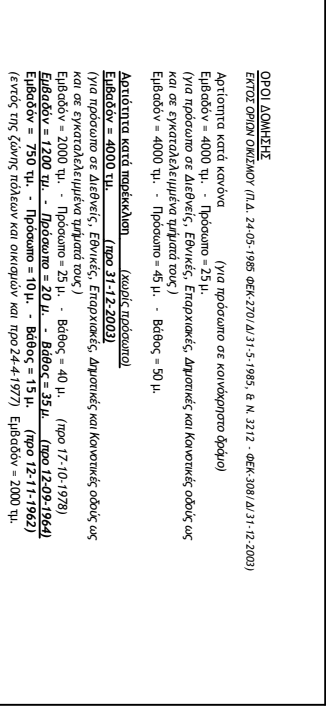 ΟΡΟΙ ΔΟΜΗΣΗΣ
ΕΚΤΟΣ ΟΡΙΩΝ ΟΙΚΙΣΜΟΥ (Π.Δ. 24-05-1985 ΦΕΚ-270/Δ/31-5-1985, & Ν. 3212 - ΦΕΚ-308/Δ/31-12-2003)
Αρτιότητα κατά κανόνα (για πρόσωπο σε κοινόχρηστο δρόμο)
Εμβαδόν = 4000 τμ. - Πρόσωπο = 25 μ.
(για πρόσωπο σε Διεθνείς, Εθνικές, Επαρχιακές, Δημοτικές και Κοινοτικές οδούς ως
και σε εγκαταλελειμμένα τμήματά τους )
Εμβαδόν = 4000 τμ. - Πρόσωπο = 45 μ. - Βάθος = 50 μ.
Αρτιότητα κατά παρέκκλιση (χωρίς πρόσωπο)
Εμβαδόν = 4000 τμ. (προ 31-12-2003)
(για πρόσωπο σε Διεθνείς, Εθνικές, Επαρχιακές, Δημοτικές και Κοινοτικές οδούς ως
και σε εγκαταλελειμμένα τμήματά τους )
Εμβαδόν = 2000 τμ. - Πρόσωπο = 25 μ. - Βάθος = 40 μ. (προ 17-10-1978)
Εμβαδόν = 1200 τμ. - Πρόσωπο = 20 μ. - Βάθος = 35 μ. (προ 12-09-1964)
Εμβαδόν = 750 τμ. - Πρόσωπο = 10 μ. - Βάθος = 15 μ. (προ 12-11-1962)
(εντός της ζώνης πόλεων και οικισμών και προ 24-4-1977) Εμβαδόν = 2000 τμ.